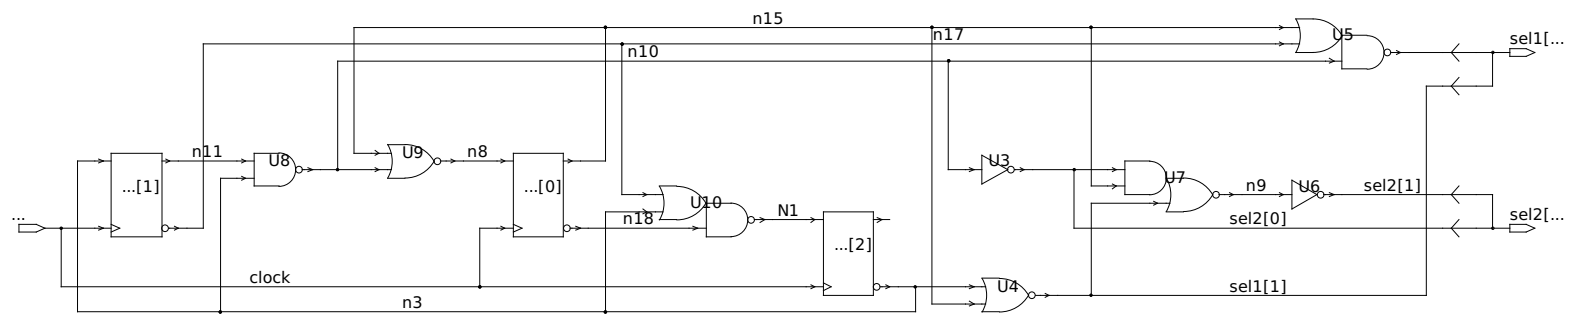 n15
n17
U5
sel1[...
n10
n11
U8
U9
n8
...[1]
...[0]
U3
U7
n9
U6
sel2[1]
...
U10
n18
N1
sel2[0]
sel2[...
...[2]
clock
n3
U4
sel1[1]